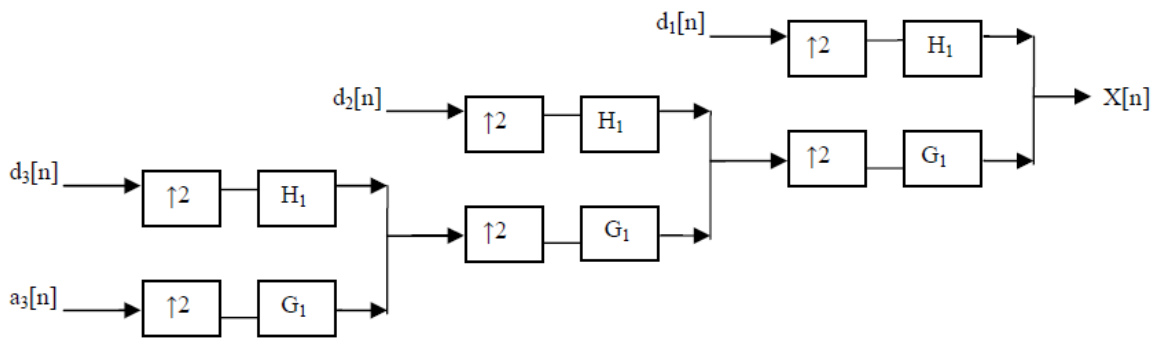 d₁[n]
↑2
H₁
d₂[n]
X[n]
↑2
H₁
↑2
G₁
d₃[n]
↑2
H₁
↑2
G₁
a₃[n]
↑2
G₁